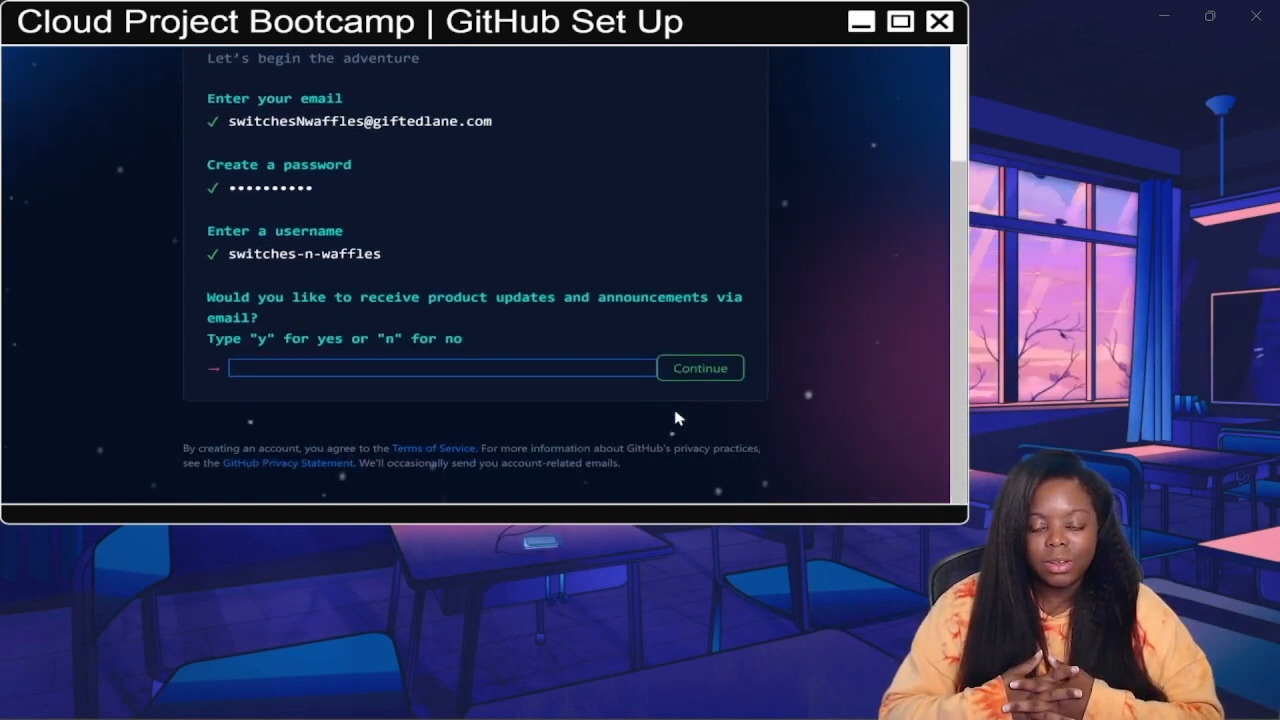 Cloud Project Bootcamp | GitHub Set Up
Let's begin the adventure
Enter your email
✓ switchesNwaffles@giftedlane.com
Create a password
✓ ••••••••••
Enter a username
✓ switches-n-waffles
Would you like to receive product updates and announcements via
email?
Type "y" for yes or "n" for no
→
Continue
By creating an account, you agree to the Terms of Service. For more information about GitHub's privacy practices,
see the GitHub Privacy Statement. We'll occasionally send you account-related emails.